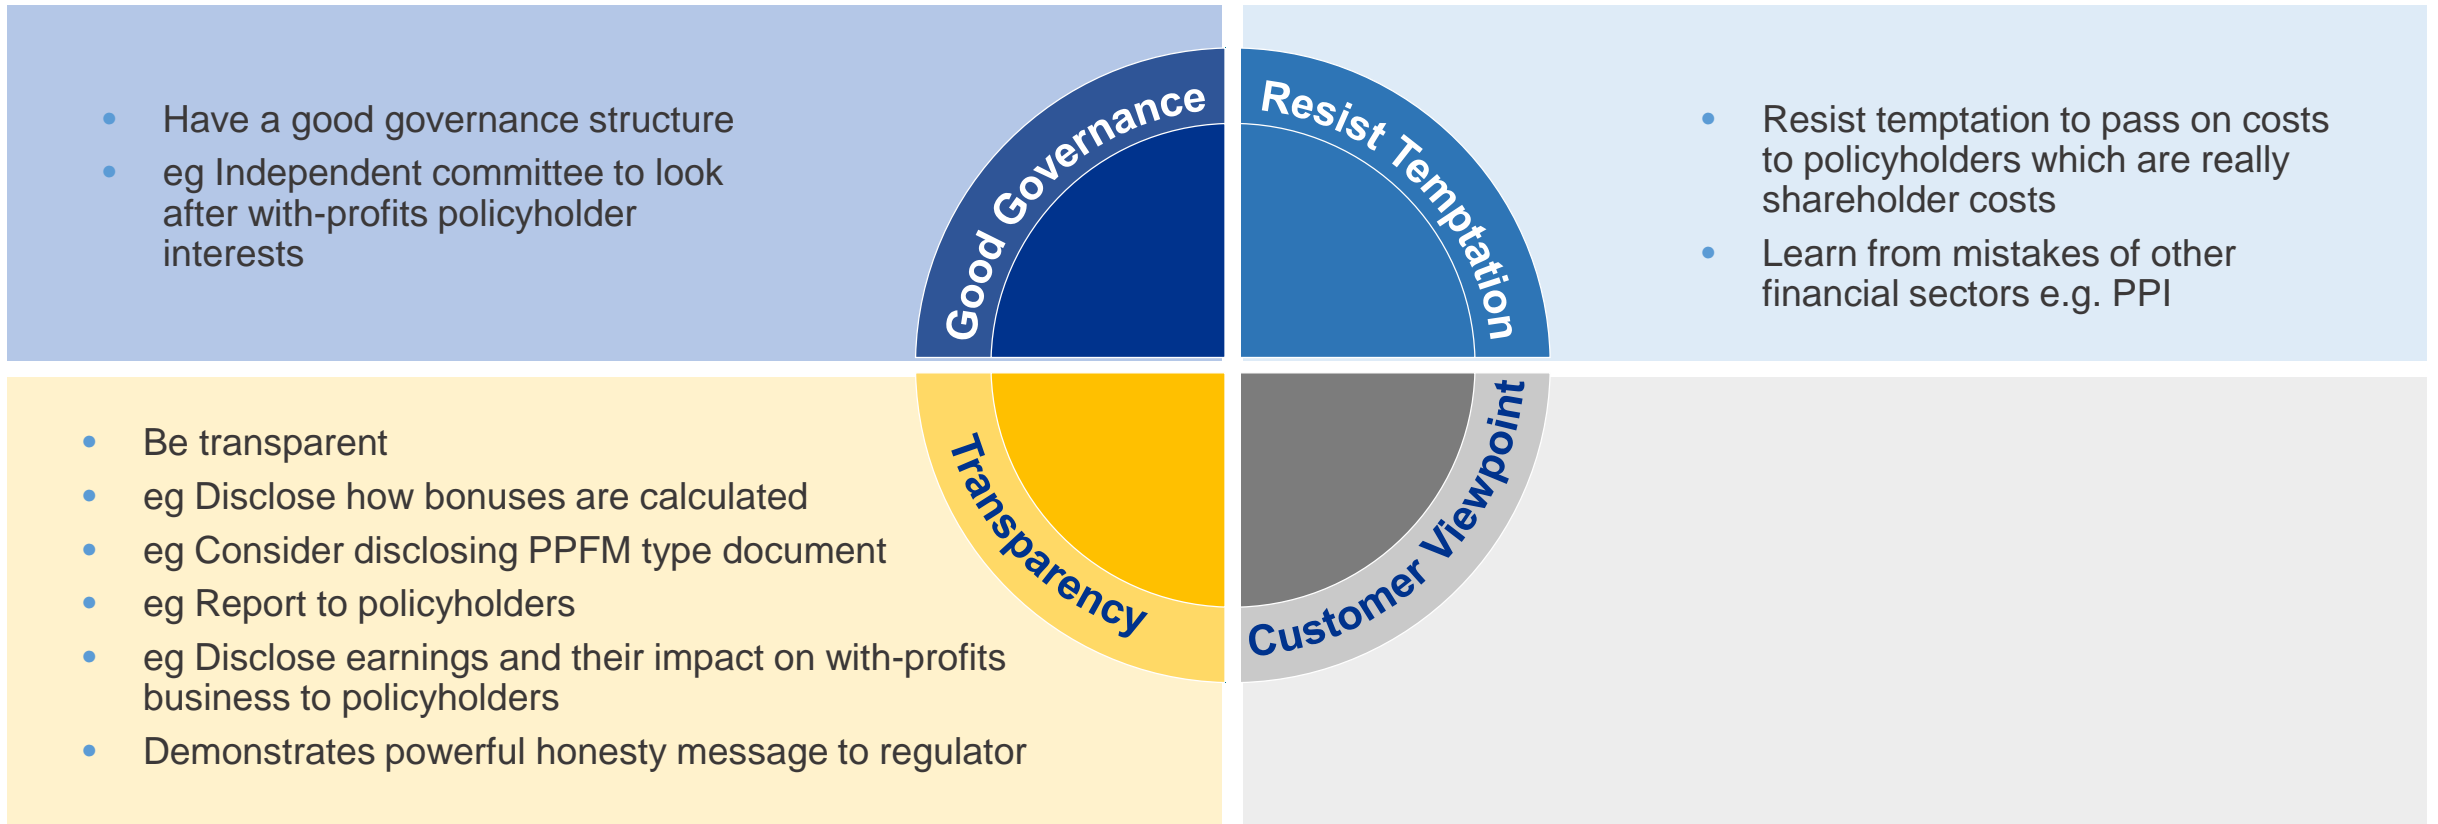 Have a good governance structure
eg Independent committee to look
after with-profits policyholder
interests
Good Governance
Resist Temptation
Resist temptation to pass on costs
to policyholders which are really
shareholder costs
Learn from mistakes of other
financial sectors e.g. PPI
Be transparent
eg Disclose how bonuses are calculated
eg Consider disclosing PPFM type document
eg Report to policyholders
eg Disclose earnings and their impact on with-profits
business to policyholders
Demonstrates powerful honesty message to regulator
Transparency
Customer Viewpoint